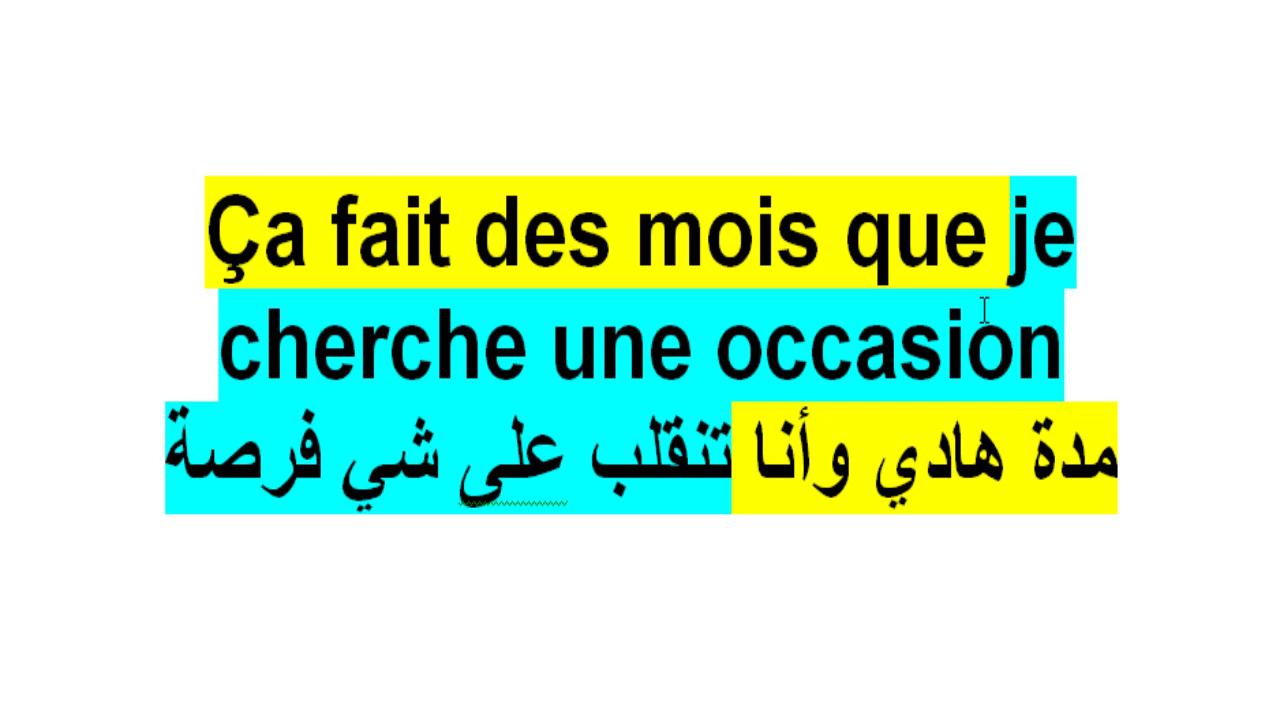 Ça fait des mois que je
cherche une occasion
مدة هادي وأنا تنقلب على شي فرصة